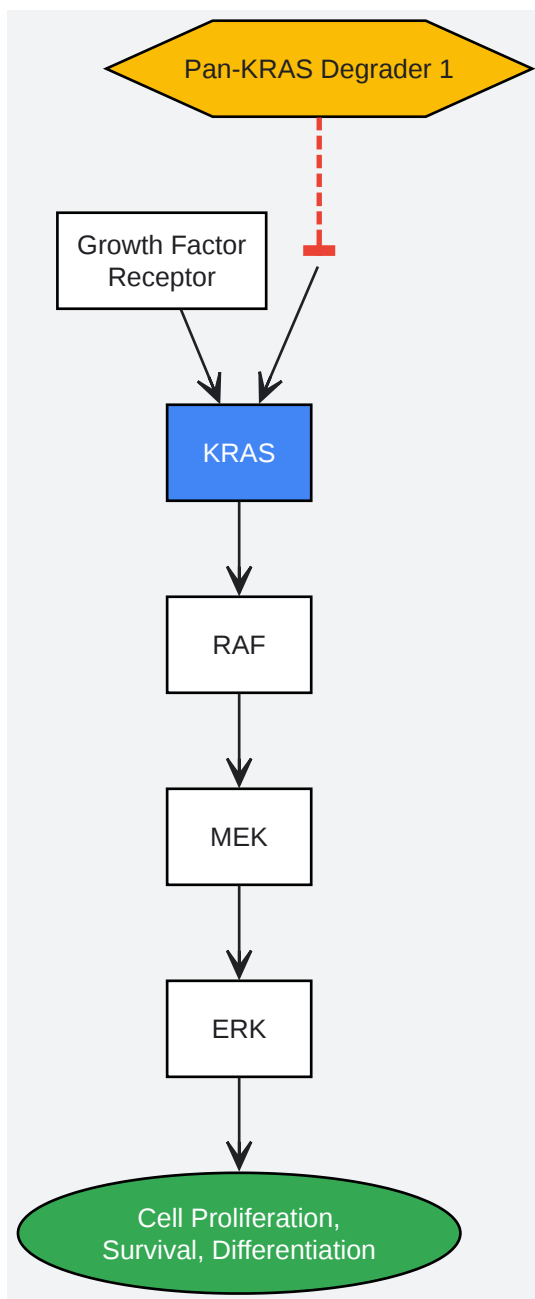 Pan-KRAS Degrader 1
Growth Factor
Receptor
KRAS
RAF
MEK
ERK
Cell Proliferation,
Survival, Differentiation